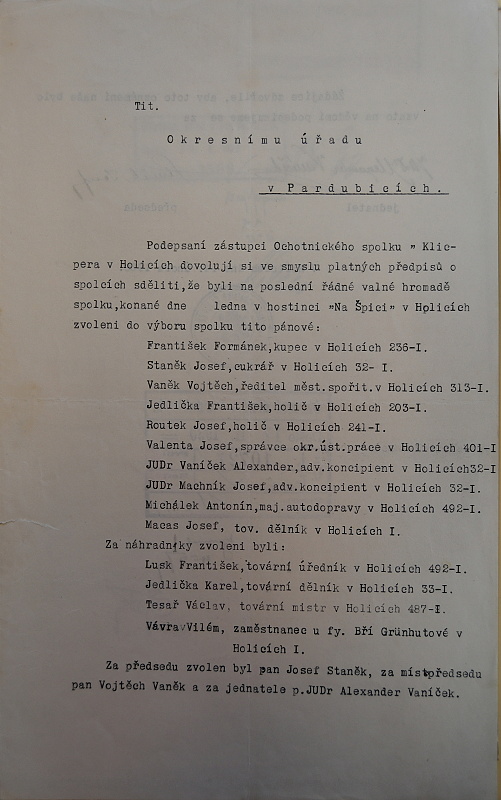 Tit.
Okresnímu úřadu
v Pardubicích.
Podepsaní zástupci Ochotnického spolku „ Klic-
pera v Holicích dovolují si ve smyslu platných předpisů o
spolcích sděliti,že byli na poslední řádné valné hromadě
spolku,konané dne ledna v hostinci „Na Špici" v Holicích
zvoleni do výboru spolku tito pánové:
František Formánek,kupec v Holicích 236-I.
Staněk Josef,cukrář v Holicích 32- I.
Vaněk Vojtěch,ředitel měst.spořit.v Holicích 313-I.
Jedlička František,holič v Holicích 203-I.
Routek Josef,holič v Holicích 241-I.
Valenta Josef,správce okr.úst.práce v Holicích 401-I
JUDr Vaníček Alexander,adv.koncipient v Holicích32-I
JUDr Machník Josef,adv.koncipient v Holicích 32-I.
Michálek Antonín,maj.autodopravy v Holicích 492-I.
Macas Josef, tov. dělník v Holicích I.
Za náhradníky zvoleni byli:
Lusk František,tovární úředník v Holicích 492-I.
Jedlička Karel,tovární dělník v Holicích 33-I.
Tesař Václav, tovární mistr v Holicích 487-I.
Vávra Vilém, zaměstnanec u fy. Bří Grünhutové v
Holicích I.
Za předsedu zvolen byl pan Josef Staněk, za místpředsedu
pan Vojtěch Vaněk a za jednatele p.JUDr Alexander Vaníček.